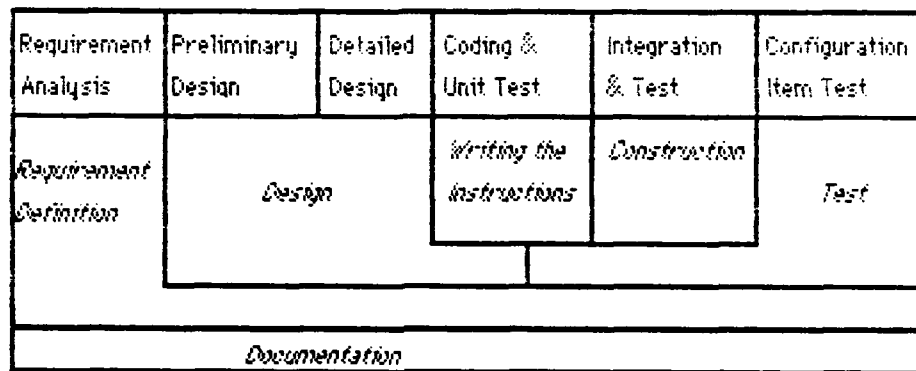 Requirement
Analysis
Preliminary
Design
Detailed
Design
Coding &
Unit Test
Integration
& Test
Configuration
Item Test
Requirement
Definition
Design
Writing the
Instructions
Construction
Test
Documentation